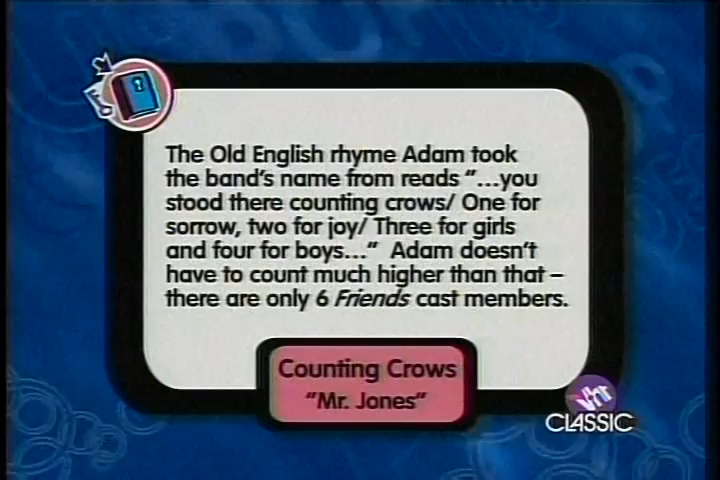 The Old English rhyme Adam took
the band's name from reads "...you
stood there counting crows/ One for
sorrow, two for joy/ Three for girls
and four for boys..." Adam doesn't
have to count much higher than that –
there are only 6 Friends cast members.
Counting Crows
"Mr. Jones"
VH1
CLASSIC